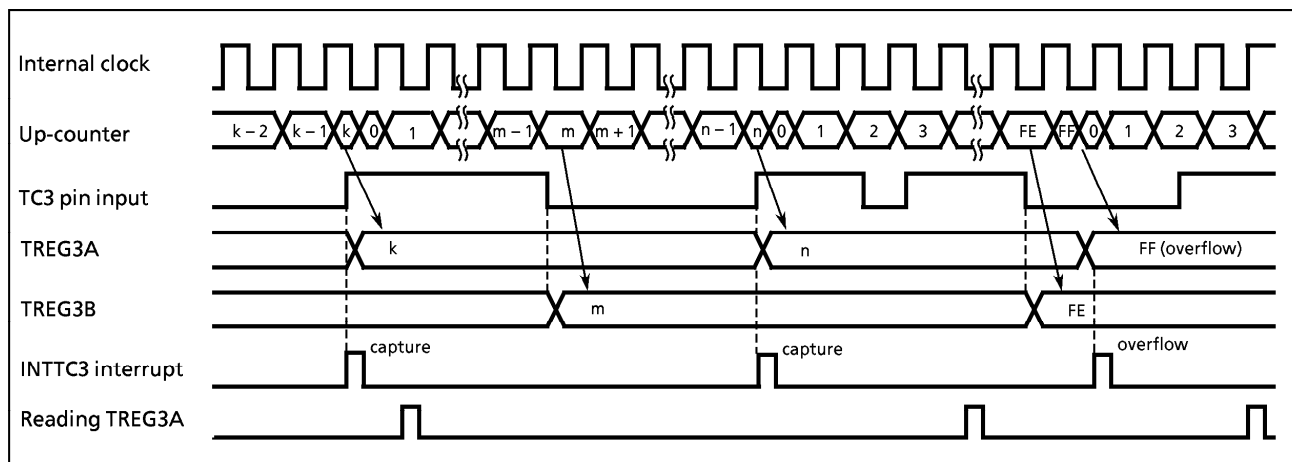 Internal clock
Up-counter k – 2 k – 1 k 0 1 m – 1 m m + 1 n – 1 n 0 1 2 3 FE FF 0 1 2 3
TC3 pin input
TREG3A k n FF (overflow)
TREG3B m FE
capture capture overflow
INTTC3 interrupt
Reading TREG3A